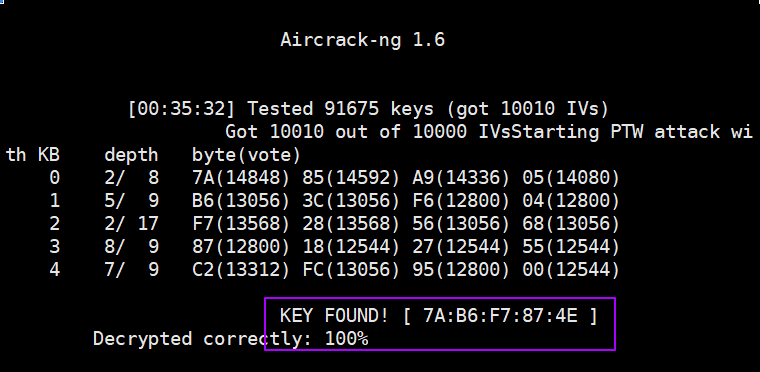 Aircrack-ng 1.6
[00:35:32] Tested 91675 keys (got 10010 IVs)
Got 10010 out of 10000 IVsStarting PTW attack wi
th KB depth byte(vote)
0 2/ 8 7A(14848) 85(14592) A9(14336) 05(14080)
1 5/ 9 B6(13056) 3C(13056) F6(12800) 04(12800)
2 2/ 17 F7(13568) 28(13568) 56(13056) 68(13056)
3 8/ 9 87(12800) 18(12544) 27(12544) 55(12544)
4 7/ 9 C2(13312) FC(13056) 95(12800) 00(12544)
KEY FOUND! [ 7A:B6:F7:87:4E ]
Decrypted correctly: 100%